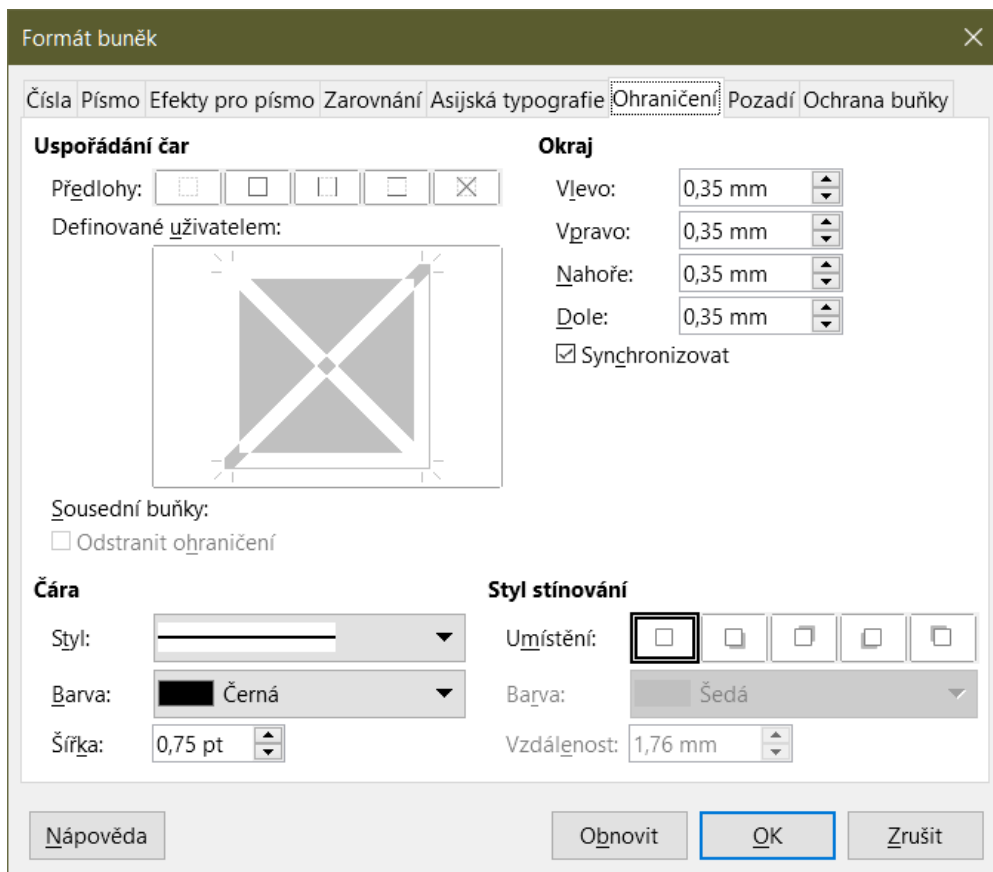 Formát buněk
Čísla Písmo Efekty pro písmo Zarovnání Asijská typografie Ohraničení Pozadí Ochrana buňky
Uspořádání čar
Předlohy:
Definované uživatelem:
Sousední buňky:
Odstranit ohraničení
Okraj
Vlevo: 0,35 mm
Vpravo: 0,35 mm
Nahoře: 0,35 mm
Dole: 0,35 mm
Synchronizovat
Čára
Styl:
Barva: Černá
Šířka: 0,75 pt
Styl stínování
Umístění:
Barva: Šedá
Vzdálenost: 1,76 mm
Nápověda Obnovit OK Zrušit